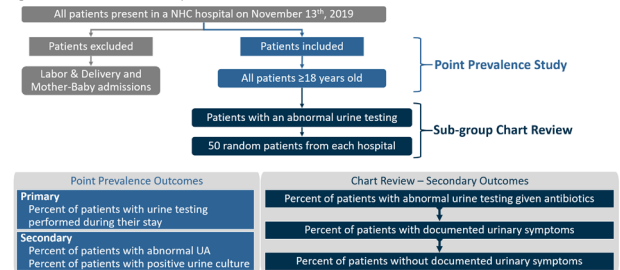 All patients present in a NHC hospital on November 13th, 2019
Patients excluded
Patients included
Labor & Delivery and
Mother-Baby admissions
All patients ≥18 years old
Point Prevalence Study
Patients with an abnormal urine testing
50 random patients from each hospital
Sub-group Chart Review
Point Prevalence Outcomes
Primary
Percent of patients with urine testing
performed during their stay
Secondary
Percent of patients with abnormal UA
Percent of patients with positive urine culture
Chart Review – Secondary Outcomes
Percent of patients with abnormal urine testing given antibiotics
Percent of patients with documented urinary symptoms
Percent of patients without documented urinary symptoms